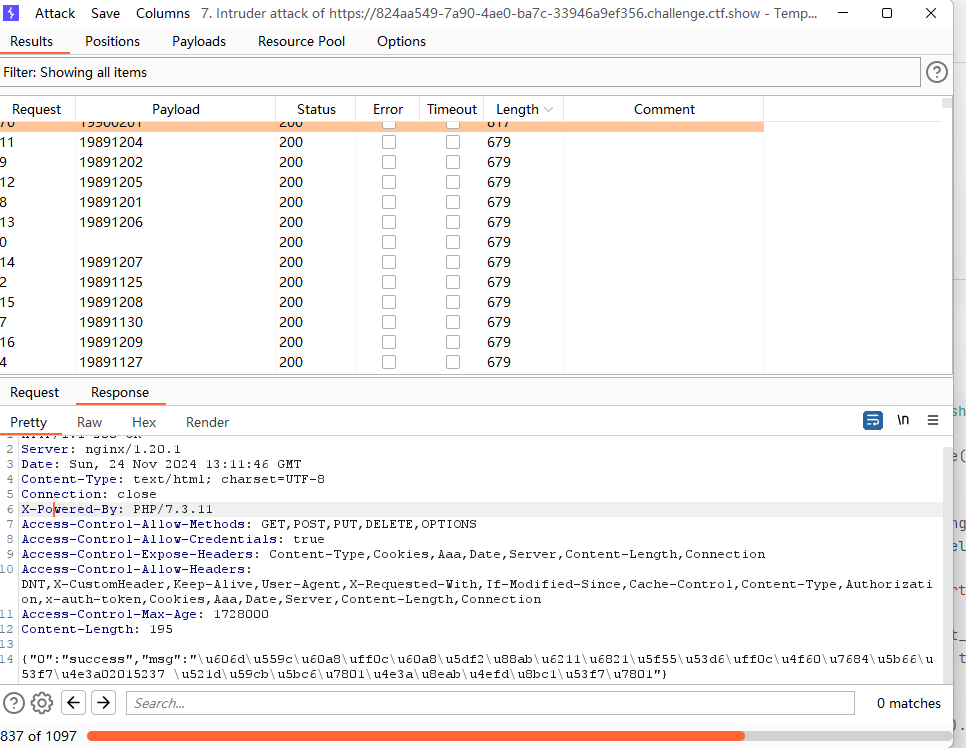 Attack Save Columns 7. Intruder attack of https://824aa549-7a90-4ae0-ba7c-33946a9ef356.challenge.ctf.show - Temp...
Results Positions Payloads Resource Pool Options
Filter: Showing all items
Request Payload Status Error Timeout Length Comment
70 19900201 200 617
11 19891204 200 679
9 19891202 200 679
12 19891205 200 679
8 19891201 200 679
13 19891206 200 679
0 200 679
14 19891207 200 679
2 19891125 200 679
15 19891208 200 679
7 19891130 200 679
16 19891209 200 679
4 19891127 200 679
Request Response
Pretty Raw Hex Render \n
1 HTTP/1.1 200 OK
2 Server: nginx/1.20.1
3 Date: Sun, 24 Nov 2024 13:11:46 GMT
4 Content-Type: text/html; charset=UTF-8
5 Connection: close
6 X-Powered-By: PHP/7.3.11
7 Access-Control-Allow-Methods: GET,POST,PUT,DELETE,OPTIONS
8 Access-Control-Allow-Credentials: true
9 Access-Control-Expose-Headers: Content-Type,Cookies,Aaa,Date,Server,Content-Length,Connection
10 Access-Control-Allow-Headers:
DNT,X-CustomHeader,Keep-Alive,User-Agent,X-Requested-With,If-Modified-Since,Cache-Control,Content-Type,Authorizati
on,x-auth-token,Cookies,Aaa,Date,Server,Content-Length,Connection
11 Access-Control-Max-Age: 1728000
12 Content-Length: 195
13
14 {"0":"success","msg":"\u606d\u559c\u60a8\uff0c\u60a8\u5df2\u88ab\u6211\u6821\u5f55\u53d6\uff0c\u4f60\u7684\u5b66\u
53f7\u4e3a02015237 \u521d\u59cb\u5bc6\u7801\u4e3a\u8eab\u4efd\u8bc1\u53f7\u7801"}
Search... 0 matches
837 of 1097